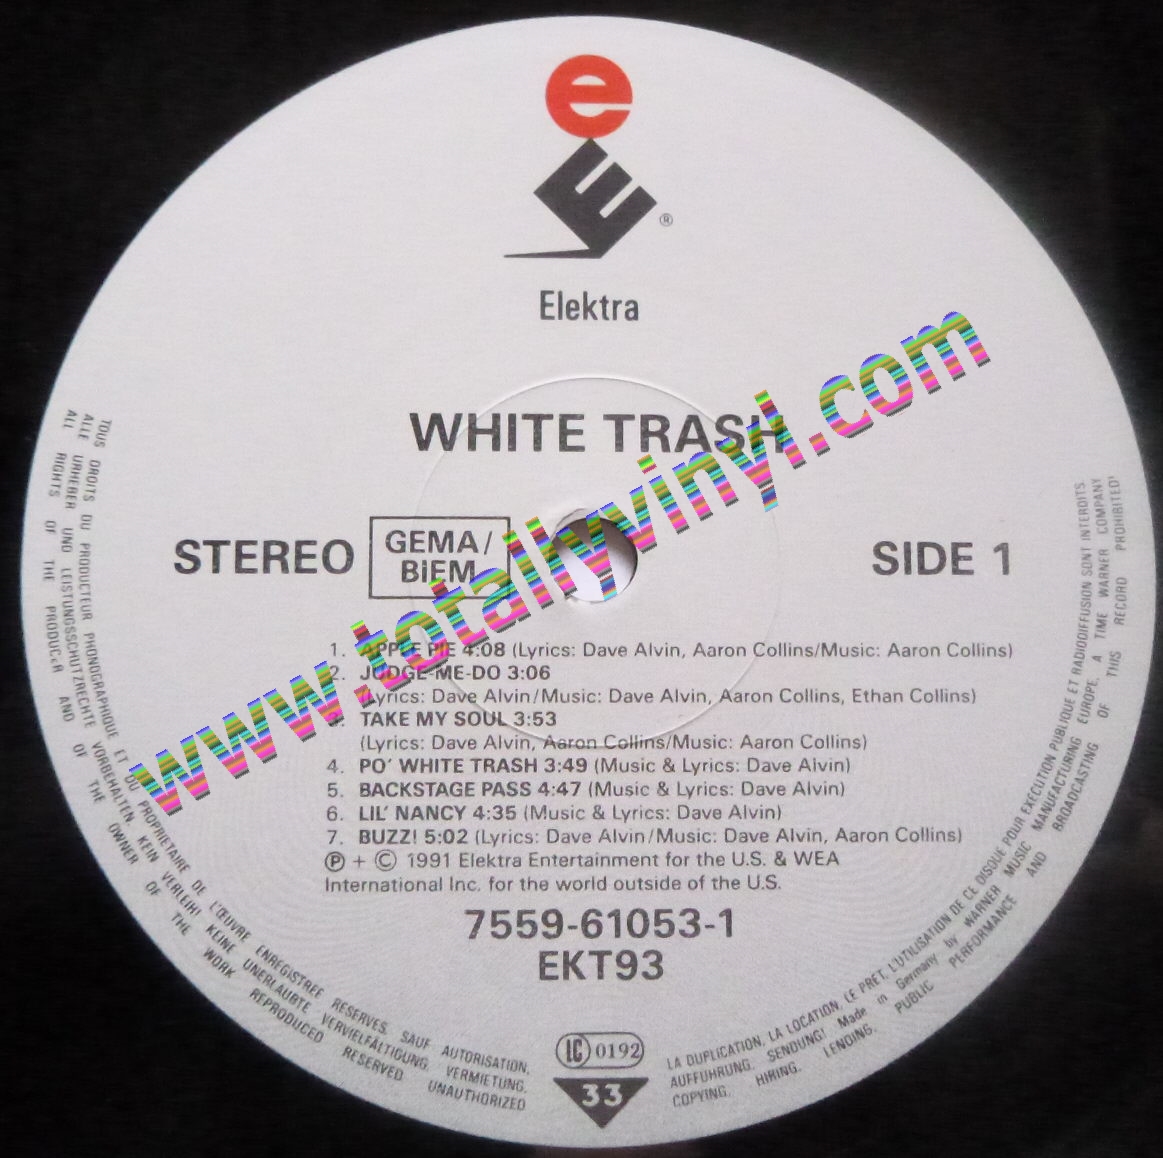 e
E ®
Elektra
WHITE TRASH
STEREO
GEMA/
BIEM
SIDE 1
www.totallyvinyl.com
1. APPLE PIE 4:08 (Lyrics: Dave Alvin, Aaron Collins/Music: Aaron Collins)
2. JUDGE-ME-DO 3:06
(Lyrics: Dave Alvin/Music: Dave Alvin, Aaron Collins, Ethan Collins)
3. TAKE MY SOUL 3:53
(Lyrics: Dave Alvin, Aaron Collins/Music: Aaron Collins)
4. PO' WHITE TRASH 3:49 (Music & Lyrics: Dave Alvin)
5. BACKSTAGE PASS 4:47 (Music & Lyrics: Dave Alvin)
6. LIL' NANCY 4:35 (Music & Lyrics: Dave Alvin)
7. BUZZ! 5:02 (Lyrics: Dave Alvin/Music: Dave Alvin, Aaron Collins)
Ⓟ + © 1991 Elektra Entertainment for the U.S. & WEA
International Inc. for the world outside of the U.S.
7559-61053-1
EKT93
LC 0192
33
TOUS DROITS DU PRODUCTEUR PHONOGRAPHIQUE ET DU PROPRIETAIRE DE L'ŒUVRE ENREGISTREE RESERVES. SAUF AUTORISATION, LA DUPLICATION, LA LOCATION, LE PRET, L'UTILISATION DE CE DISQUE POUR EXECUTION PUBLIQUE ET RADIODIFFUSION SONT INTERDITS.
ALLE URHEBER UND LEISTUNGSSCHUTZRECHTE VORBEHALTEN. KEIN VERLEIH! KEINE UNERLAUBTE VERVIELFÄLTIGUNG, VERMIETUNG, AUFFUHRUNG, SENDUNG! Made in Germany by WARNER MUSIC MANUFACTURING EUROPE, A TIME WARNER COMPANY
ALL RIGHTS OF THE PRODUCER AND OF THE OWNER OF THE WORK REPRODUCED RESERVED UNAUTHORIZED COPYING, HIRING, LENDING, PUBLIC PERFORMANCE AND BROADCASTING OF THIS RECORD PROHIBITED!